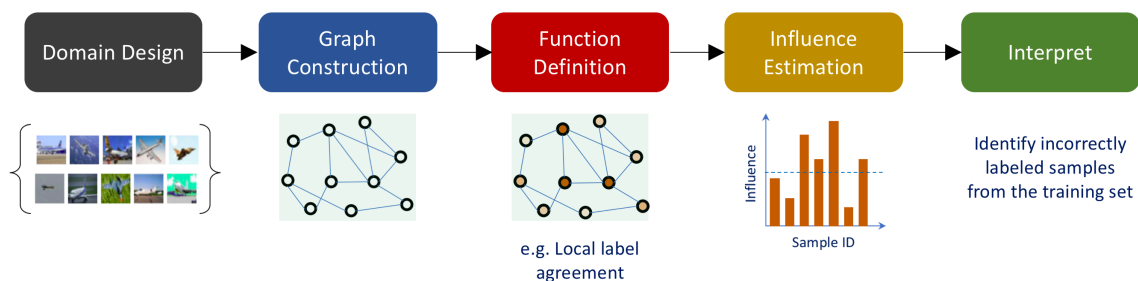 Domain Design
Graph
Construction
Function
Definition
Influence
Estimation
Interpret
e.g. Local label
agreement
Influence
Sample ID
Identify incorrectly
labeled samples
from the training set